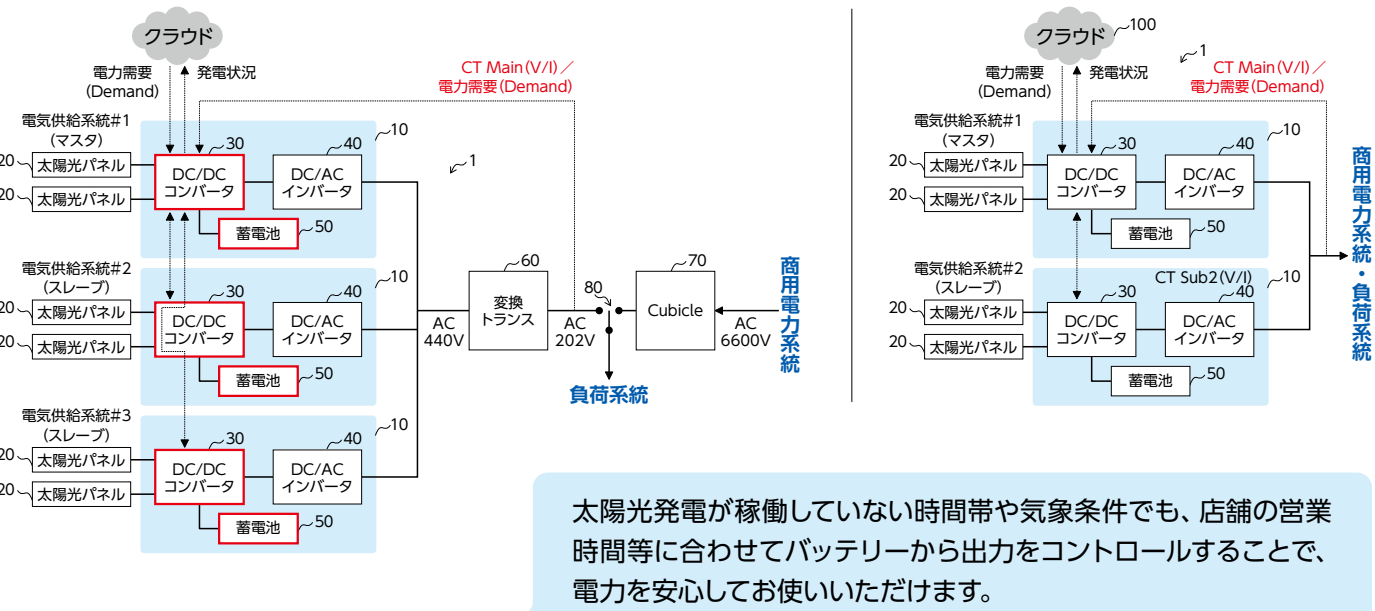 クラウド
電力需要
(Demand)
発電状況
CT Main(V/I)／
電力需要(Demand)
電気供給系統#1
(マスタ)
10
30
40
1
20
太陽光パネル
20
太陽光パネル
DC/DC
コンバータ
DC/AC
インバータ
蓄電池
50
電気供給系統#2
(スレーブ)
10
30
40
20
太陽光パネル
20
太陽光パネル
DC/DC
コンバータ
DC/AC
インバータ
蓄電池
50
AC
440V
60
変換
トランス
AC
202V
80
70
Cubicle
AC
6600V
商用電力系統
負荷系統
電気供給系統#3
(スレーブ)
10
30
40
20
太陽光パネル
20
太陽光パネル
DC/DC
コンバータ
DC/AC
インバータ
蓄電池
50
クラウド
100
1
電力需要
(Demand)
発電状況
CT Main(V/I)／
電力需要(Demand)
電気供給系統#1
(マスタ)
10
30
40
20
太陽光パネル
20
太陽光パネル
DC/DC
コンバータ
DC/AC
インバータ
蓄電池
50
電気供給系統#2
(スレーブ)
CT Sub2(V/I)
10
30
40
20
太陽光パネル
20
太陽光パネル
DC/DC
コンバータ
DC/AC
インバータ
蓄電池
50
商用電力系統・負荷系統
太陽光発電が稼働していない時間帯や気象条件でも、店舗の営業
時間等に合わせてバッテリーから出力をコントロールすることで、
電力を安心してお使いいただけます。